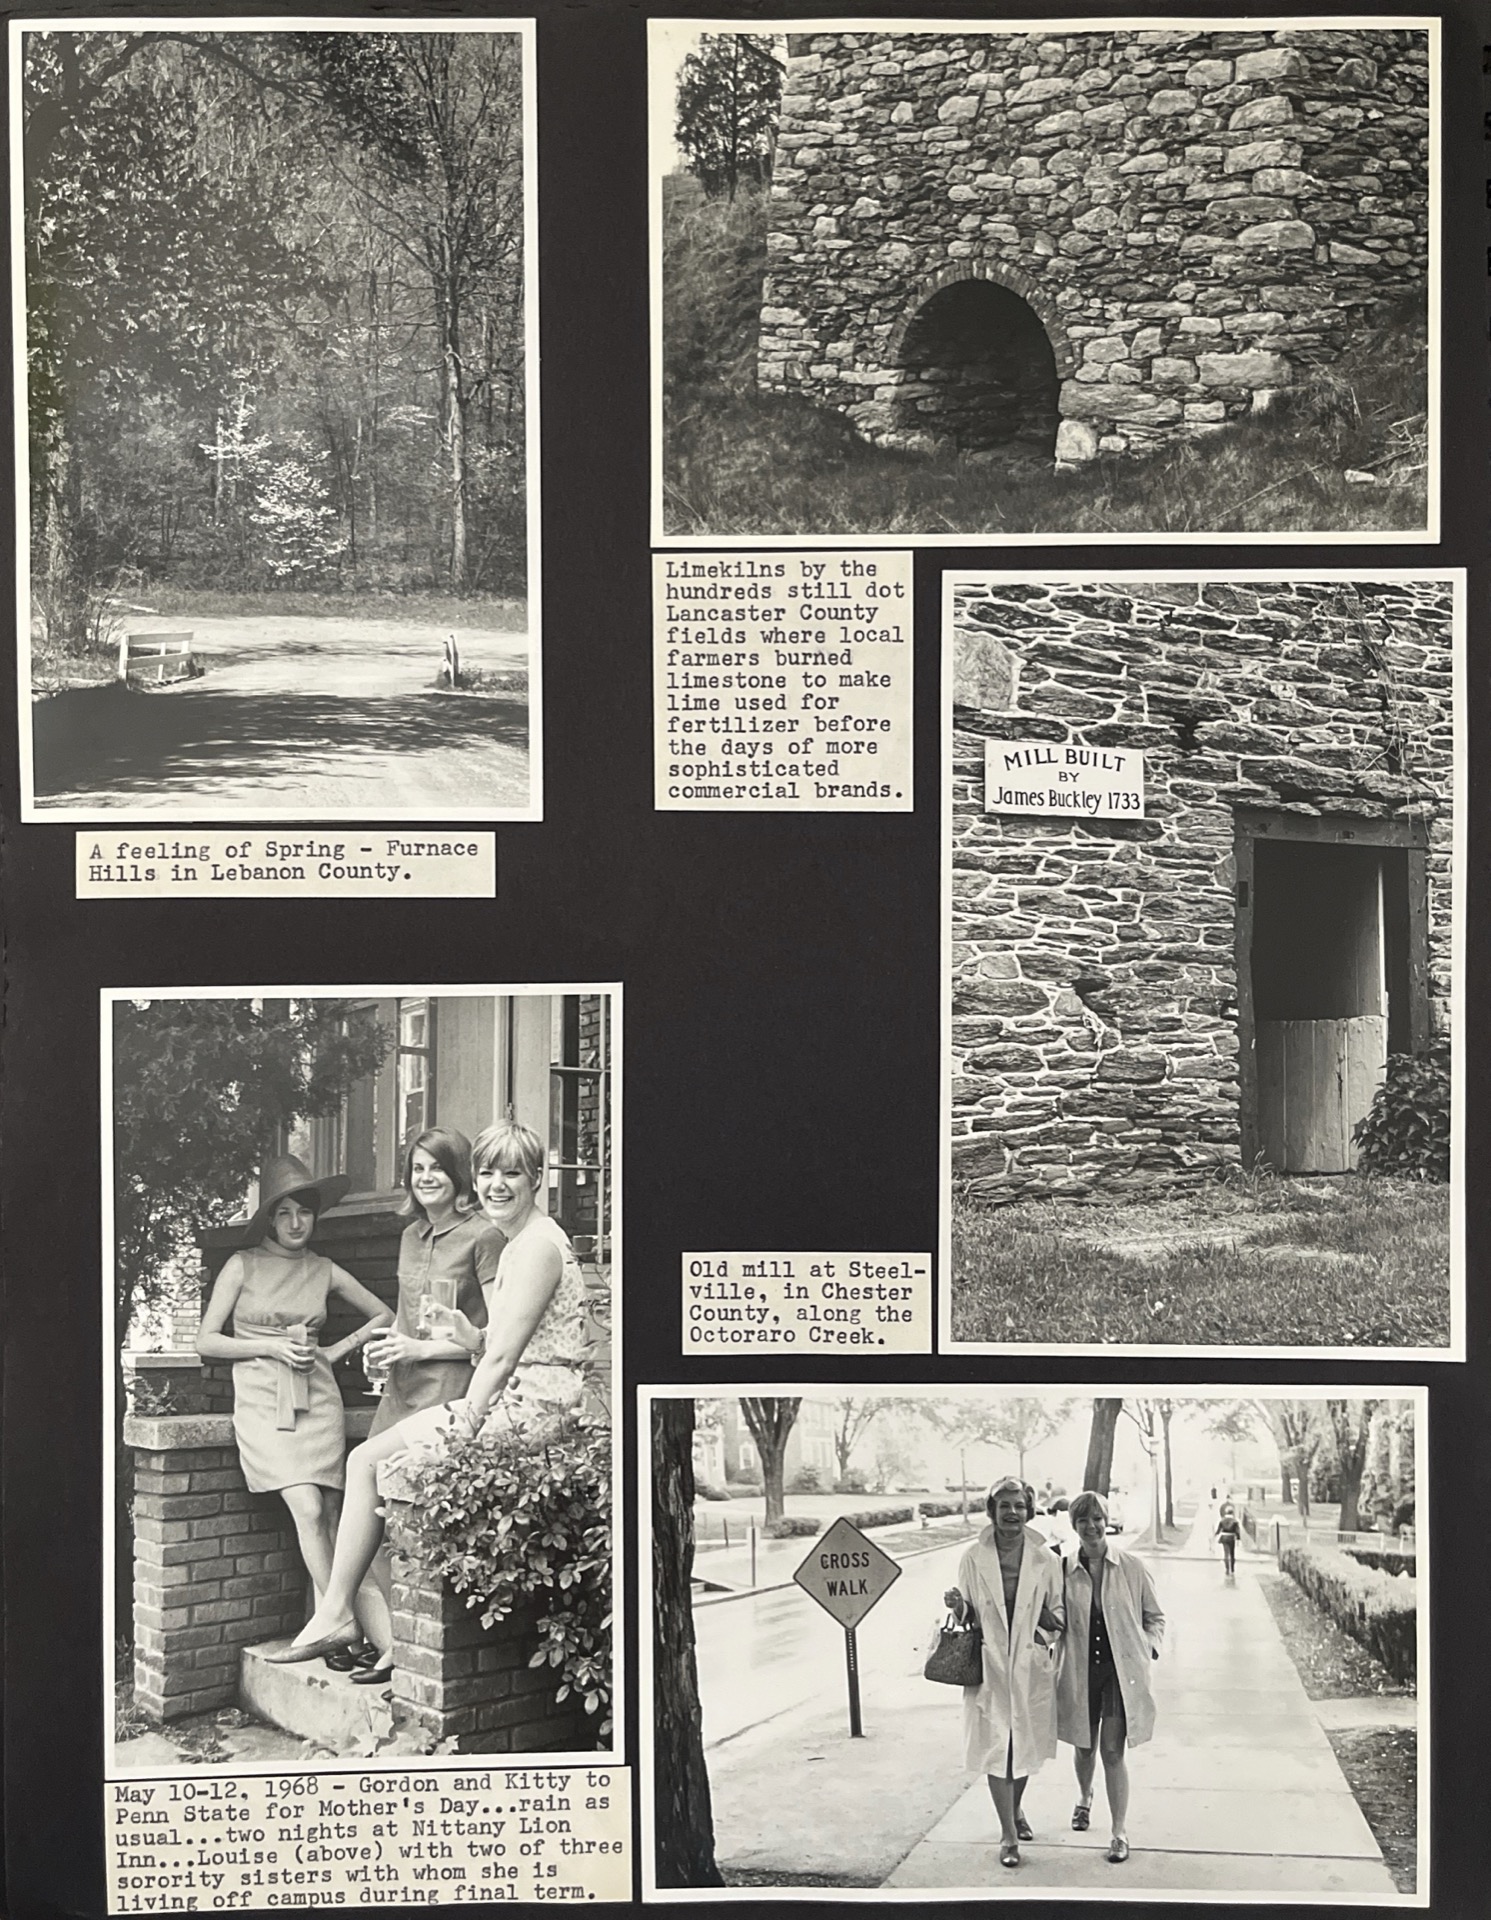 Limekilns by the
hundreds still dot
Lancaster County
fields where local
farmers burned
limestone to make
lime used for
fertilizer before
the days of more
sophisticated
commercial brands.
MILL BUILT
BY
James Buckley 1733
A feeling of Spring - Furnace
Hills in Lebanon County.
Old mill at Steel-
ville, in Chester
County, along the
Octoraro Creek.
CROSS
WALK
May 10-12, 1968 - Gordon and Kitty to
Penn State for Mother's Day...rain as
usual...two nights at Nittany Lion
Inn...Louise (above) with two of three
sorority sisters with whom she is
living off campus during final term.